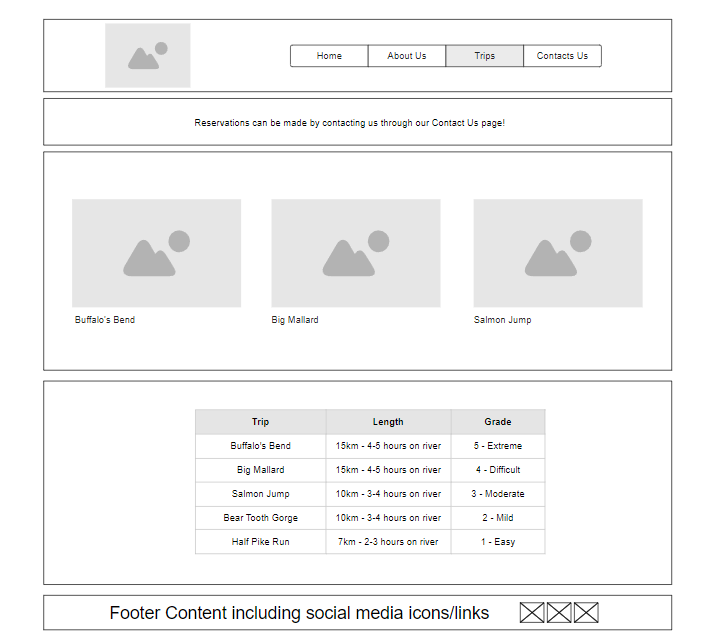 Home About Us Trips Contacts Us
Reservations can be made by contacting us through our Contact Us page!
Buffalo's Bend Big Mallard Salmon Jump
Trip Length Grade
Buffalo's Bend 15km - 4-5 hours on river 5 - Extreme
Big Mallard 15km - 4-5 hours on river 4 - Difficult
Salmon Jump 10km - 3-4 hours on river 3 - Moderate
Bear Tooth Gorge 10km - 3-4 hours on river 2 - Mild
Half Pike Run 7km - 2-3 hours on river 1 - Easy
Footer Content including social media icons/links